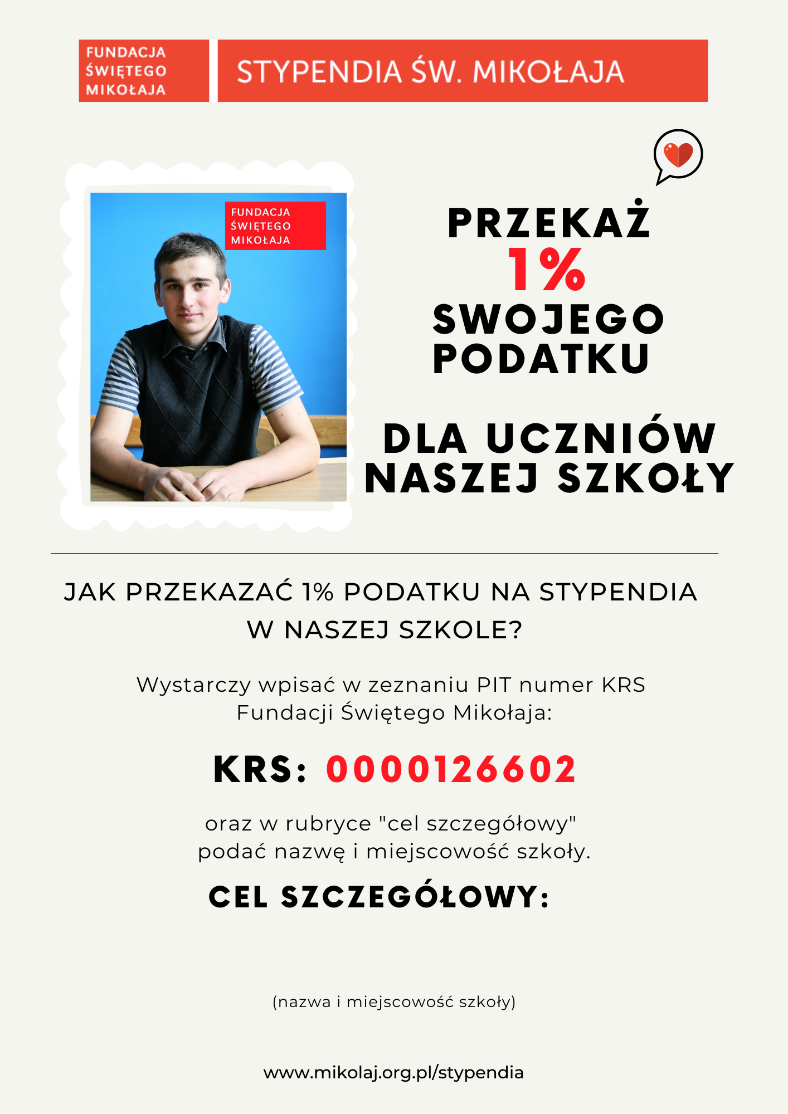 FUNDACJA
ŚWIĘTEGO
MIKOŁAJA
STYPENDIA ŚW. MIKOŁAJA
FUNDACJA
ŚWIĘTEGO
MIKOŁAJA
PRZEKAŻ
1%
SWOJEGO
PODATKU
DLA UCZNIÓW
NASZEJ SZKOŁY
JAK PRZEKAZAĆ 1% PODATKU NA STYPENDIA
W NASZEJ SZKOLE?
Wystarczy wpisać w zeznaniu PIT numer KRS
Fundacji Świętego Mikołaja:
KRS: 0000126602
oraz w rubryce "cel szczegółowy"
podać nazwę i miejscowość szkoły.
CEL SZCZEGÓŁOWY:
(nazwa i miejscowość szkoły)
www.mikolaj.org.pl/stypendia